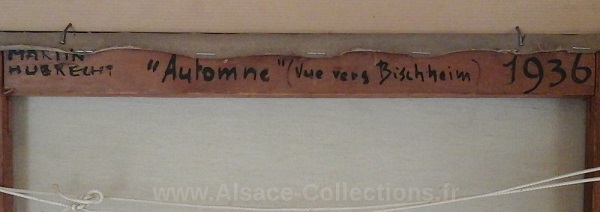 MARTIN
HUBRECHT
"Automne" (Vue vers Bischheim) 1936
www.Alsace-Collections.fr